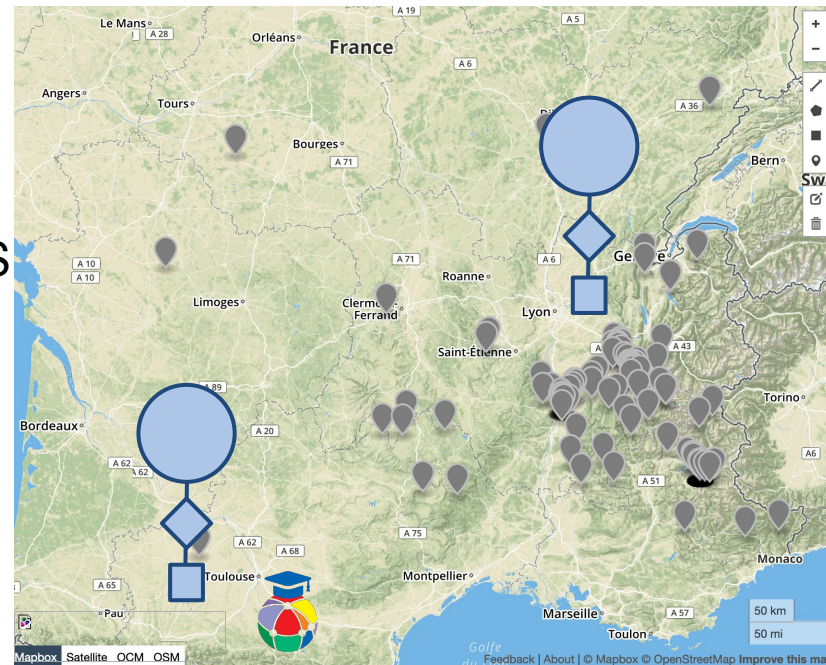 A 19
Le Mans
A 28
A 5
Orléans
France
A 6
Angers
A 36
Tours
Bourges
A 71
Bern
S
A 10
A 10
A 71
A 6
Roanne
Limoges
Lyon
A 43
Saint-Étienne
A 89
Torino
Bordeaux
A 20
A 62
A 62
A6
A 51
A 75
A 62
A 68
Toulouse
Montpellier
Monaco
A 65
Pau
Marseille
A 57
50 km
Toulon
50 mi
Golfe
Mapbox Satellite OCM OSM
Feedback | About | © Mapbox © OpenStreetMap Improve this ma